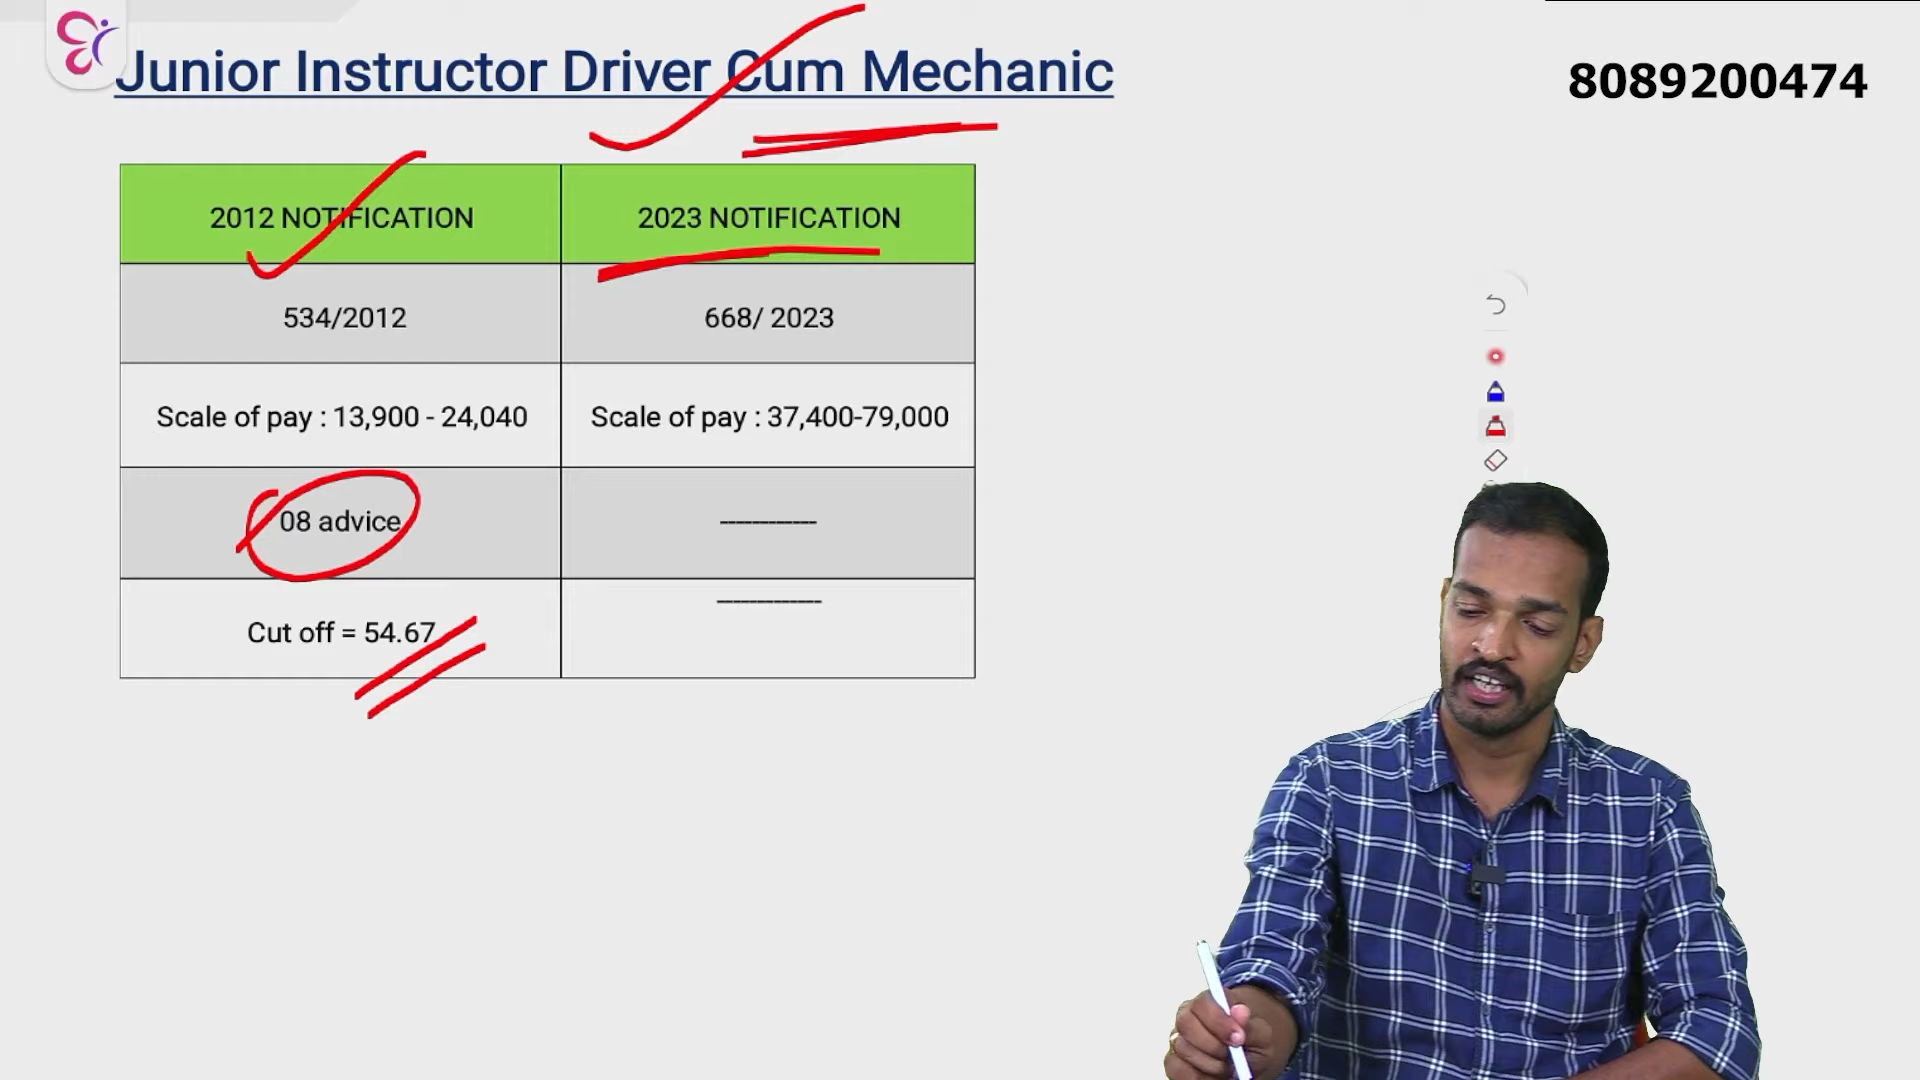 Junior Instructor Driver Cum Mechanic
8089200474
2012 NOTIFICATION
2023 NOTIFICATION
534/2012
668/ 2023
Scale of pay : 13,900 - 24,040
Scale of pay : 37,400-79,000
08 advice
------------
Cut off = 54.67
-------------